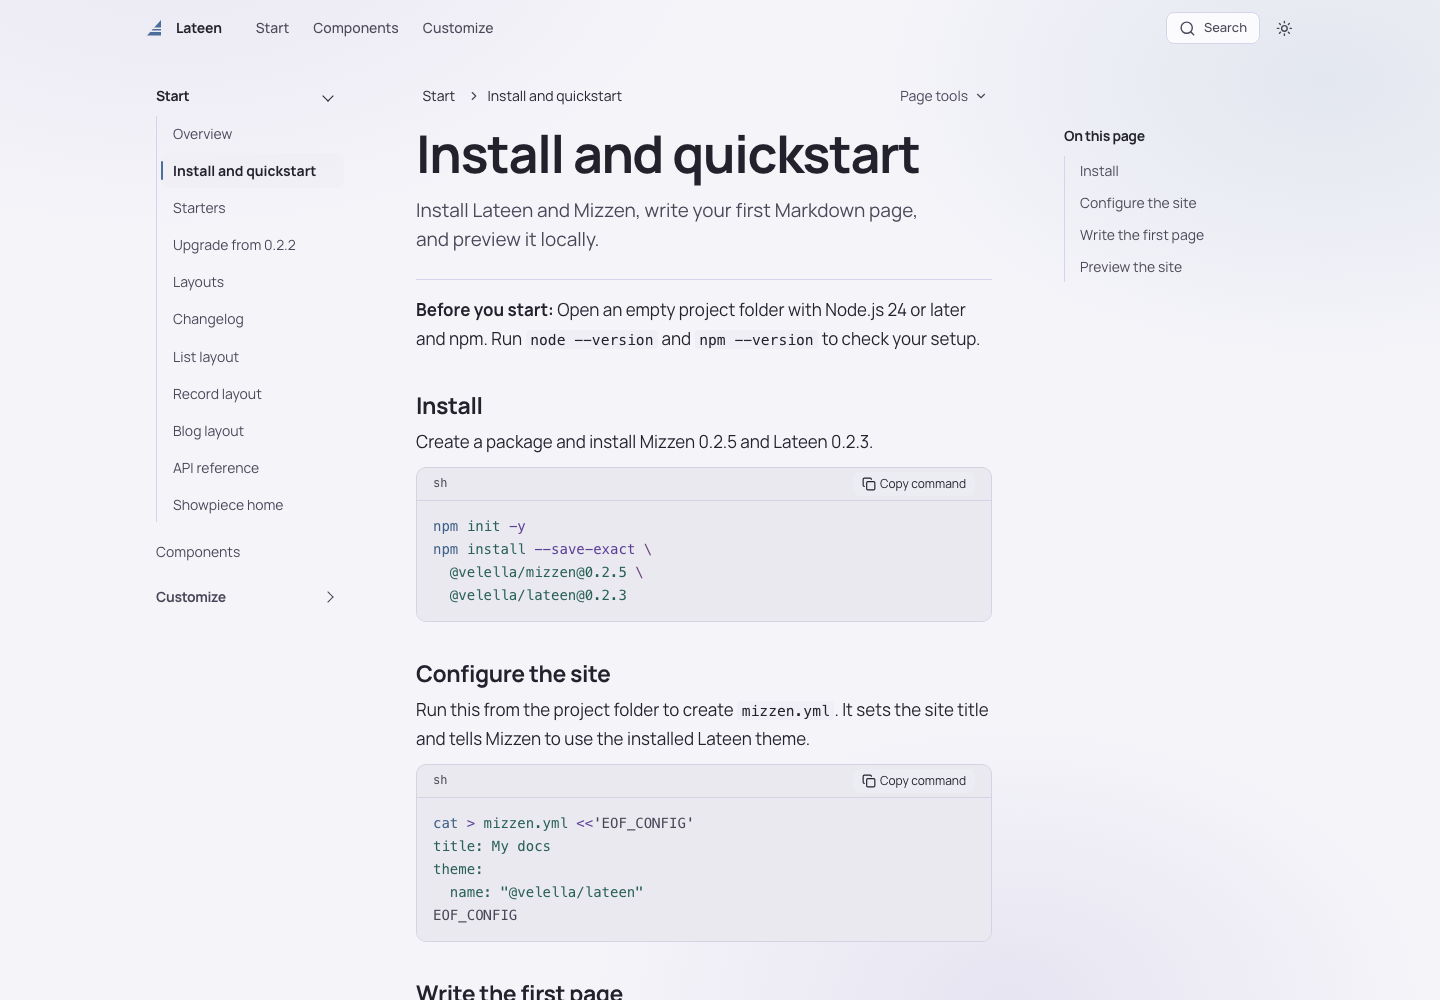 Lateen
Start
Components
Customize
Search
Start
Overview
Install and quickstart
Starters
Upgrade from 0.2.2
Layouts
Changelog
List layout
Record layout
Blog layout
API reference
Showpiece home
Components
Customize
Start
Install and quickstart
Page tools
Install and quickstart
Install Lateen and Mizzen, write your first Markdown page,
and preview it locally.
Before you start: Open an empty project folder with Node.js 24 or later
and npm. Run node --version and npm --version to check your setup.
Install
Create a package and install Mizzen 0.2.5 and Lateen 0.2.3.
sh
Copy command
npm init -y
npm install --save-exact \
  @velella/mizzen@0.2.5 \
  @velella/lateen@0.2.3
Configure the site
Run this from the project folder to create mizzen.yml. It sets the site title
and tells Mizzen to use the installed Lateen theme.
sh
Copy command
cat > mizzen.yml <<'EOF_CONFIG'
title: My docs
theme:
  name: "@velella/lateen"
EOF_CONFIG
Write the first page
On this page
Install
Configure the site
Write the first page
Preview the site